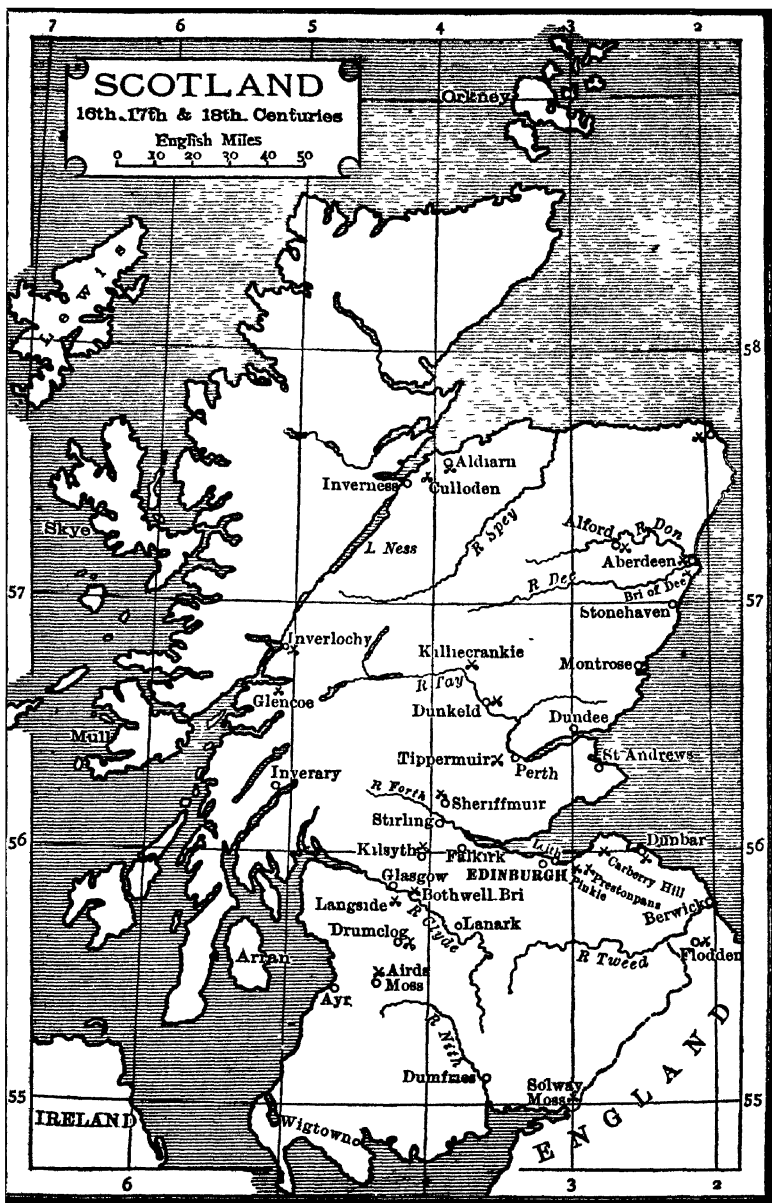 7 6 5 4 3 2
SCOTLAND
16th. 17th & 18th. Centuries
English Miles
0 10 20 30 40 50
Orkney
Lewis
58
58
Aldiarn
Inverness
Culloden
Skye
L Ness
R Spey
Alford
R Don
Aberdeen
R Dee
Bri of Dee
57
57
Stonehaven
Inverlochy
Killiecrankie
Montrose
R Tay
Glencoe
Dunkeld
Dundee
Mull
Tippermuir
Perth
St Andrews
Inverary
R Forth
Sheriffmuir
Stirling
56
56
Kilsyth
Falkirk
Leith
Dunbar
EDINBURGH
Carberry Hill
Prestonpans
Pinkie
Glasgow
Bothwell. Bri
Langside
Berwick
R Clyde
Lanark
Drumclog
Arran
R Tweed
Flodden
Airds
Moss
Ayr
R Nith
Dumfries
Solway
Moss
ENGLAND
55
55
IRELAND
Wigtown
6 5 4 3 2